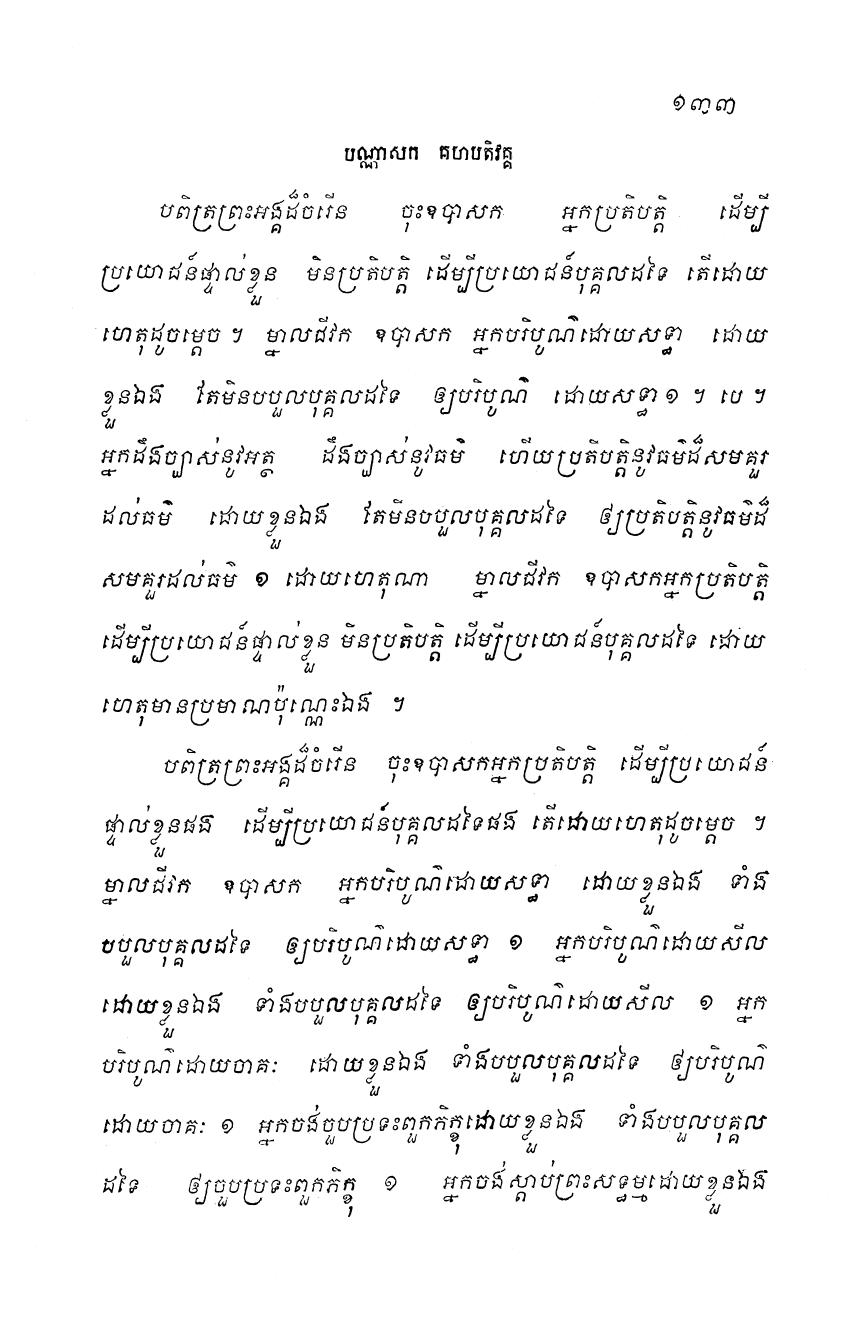 ១៣៣
បណ្ណាសក គហបតិវគ្គ
បពិត្រព្រះអង្គដ៏ចំរើន ចុះឧបាសក អ្នកប្រតិបត្តិ ដើម្បី
ប្រយោជន៍ផ្ទាល់ខ្លួន មិនប្រតិបត្តិ ដើម្បីប្រយោជន៍បុគ្គលដទៃ តើដោយ
ហេតុដូចម្តេច ។ ម្នាលជីវក ឧបាសក អ្នកបរិបូណ៌ដោយសទ្ធា ដោយ
ខ្លួនឯង តែមិនបបួលបុគ្គលដទៃ ឲ្យបរិបូណ៌ ដោយសទ្ធា ១ ។ បេ ។
អ្នកដឹងច្បាស់នូវអត្ថ ដឹងច្បាស់នូវធម៌ ហើយប្រតិបត្តិនូវធម៌ដ៏សមគួរ
ដល់ធម៌ ដោយខ្លួនឯង តែមិនបបួលបុគ្គលដទៃ ឲ្យប្រតិបត្តិនូវធម៌ដ៏
សមគួរដល់ធម៌ ១ ដោយហេតុណា ម្នាលជីវក ឧបាសកអ្នកប្រតិបត្តិ
ដើម្បីប្រយោជន៍ផ្ទាល់ខ្លួន មិនប្រតិបត្តិ ដើម្បីប្រយោជន៍បុគ្គលដទៃ ដោយ
ហេតុមានប្រមាណប៉ុណ្ណេះឯង ។
បពិត្រព្រះអង្គដ៏ចំរើន ចុះឧបាសកអ្នកប្រតិបត្តិ ដើម្បីប្រយោជន៍
ផ្ទាល់ខ្លួនផង ដើម្បីប្រយោជន៍បុគ្គលដទៃផង តើដោយហេតុដូចម្តេច ។
ម្នាលជីវក ឧបាសក អ្នកបរិបូណ៌ដោយសទ្ធា ដោយខ្លួនឯង ទាំង
បបួលបុគ្គលដទៃ ឲ្យបរិបូណ៌ដោយសទ្ធា ១ អ្នកបរិបូណ៌ដោយសីល
ដោយខ្លួនឯង ទាំងបបួលបុគ្គលដទៃ ឲ្យបរិបូណ៌ដោយសីល ១ អ្នក
បរិបូណ៌ដោយចាគៈ ដោយខ្លួនឯង ទាំងបបួលបុគ្គលដទៃ ឲ្យបរិបូណ៌
ដោយចាគៈ ១ អ្នកចង់ចួបប្រទះពួកភិក្ខុដោយខ្លួនឯង ទាំងបបួលបុគ្គល
ដទៃ ឲ្យចួបប្រទះពួកភិក្ខុ ១ អ្នកចង់ស្តាប់ព្រះសទ្ធម្មដោយខ្លួនឯង